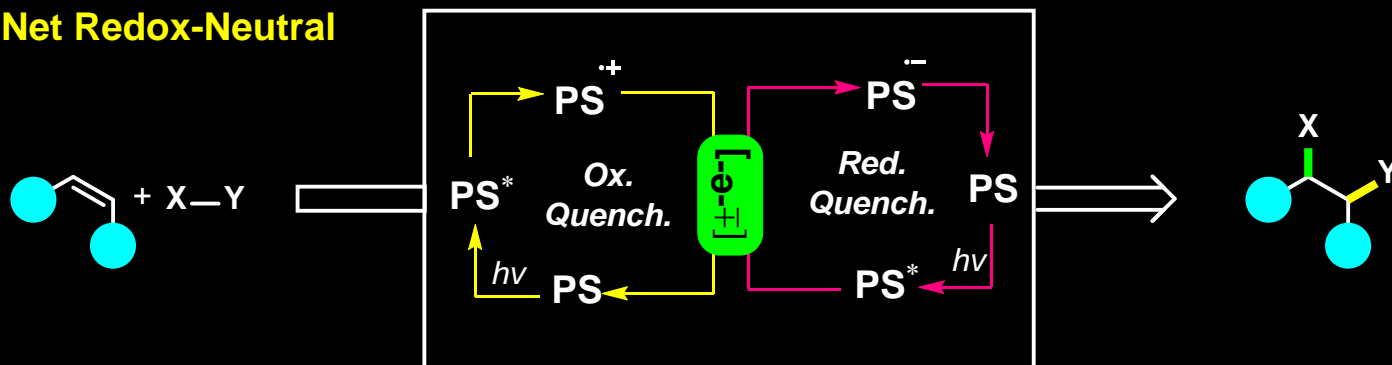 Net Redox-Neutral
+ X—Y
PS*
PS•+
Ox.
Quench.
hν
PS
[±e-]
PS•−
Red.
Quench.
PS
hν
PS*
X
Y